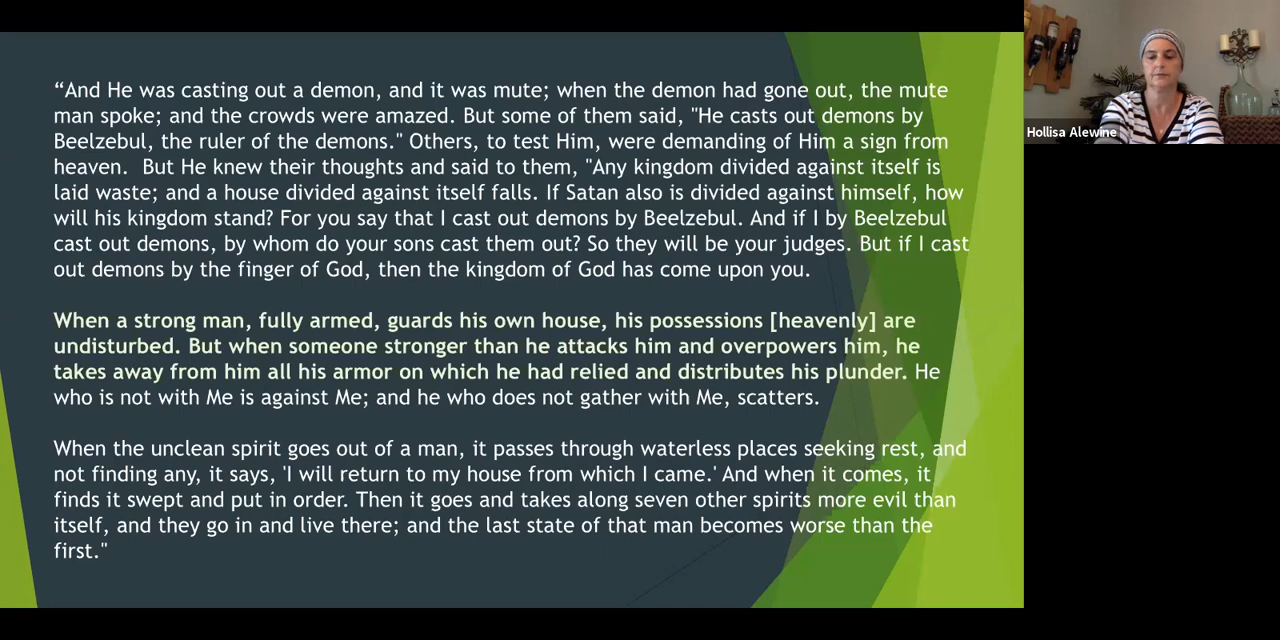 “And He was casting out a demon, and it was mute; when the demon had gone out, the mute
man spoke; and the crowds were amazed. But some of them said, "He casts out demons by
Beelzebul, the ruler of the demons." Others, to test Him, were demanding of Him a sign from
heaven.  But He knew their thoughts and said to them, "Any kingdom divided against itself is
laid waste; and a house divided against itself falls. If Satan also is divided against himself, how
will his kingdom stand? For you say that I cast out demons by Beelzebul. And if I by Beelzebul
cast out demons, by whom do your sons cast them out? So they will be your judges. But if I cast
out demons by the finger of God, then the kingdom of God has come upon you.
When a strong man, fully armed, guards his own house, his possessions [heavenly] are
undisturbed. But when someone stronger than he attacks him and overpowers him, he
takes away from him all his armor on which he had relied and distributes his plunder. He
who is not with Me is against Me; and he who does not gather with Me, scatters.
When the unclean spirit goes out of a man, it passes through waterless places seeking rest, and
not finding any, it says, 'I will return to my house from which I came.' And when it comes, it
finds it swept and put in order. Then it goes and takes along seven other spirits more evil than
itself, and they go in and live there; and the last state of that man becomes worse than the
first."
Hollisa Alewine